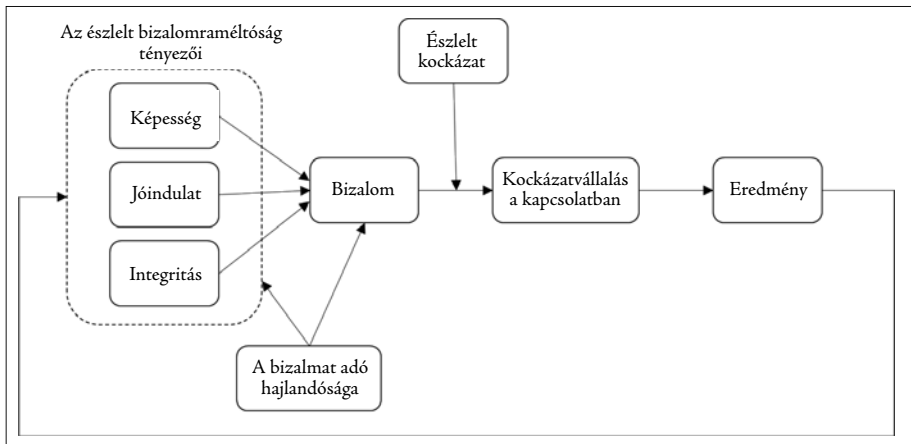 Az észlelt bizalomraméltóság
tényezői
Észlelt
kockázat
Képesség
Jóindulat
Bizalom
Kockázatvállalás
a kapcsolatban
Eredmény
Integritás
A bizalmat adó
hajlandósága